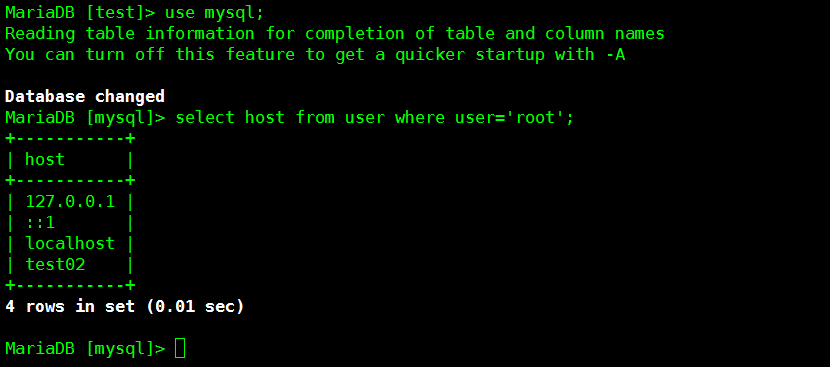 MariaDB [test]> use mysql;
Reading table information for completion of table and column names
You can turn off this feature to get a quicker startup with -A

Database changed
MariaDB [mysql]> select host from user where user='root';
+-----------+
| host      |
+-----------+
| 127.0.0.1 |
| ::1       |
| localhost |
| test02    |
+-----------+
4 rows in set (0.01 sec)

MariaDB [mysql]>